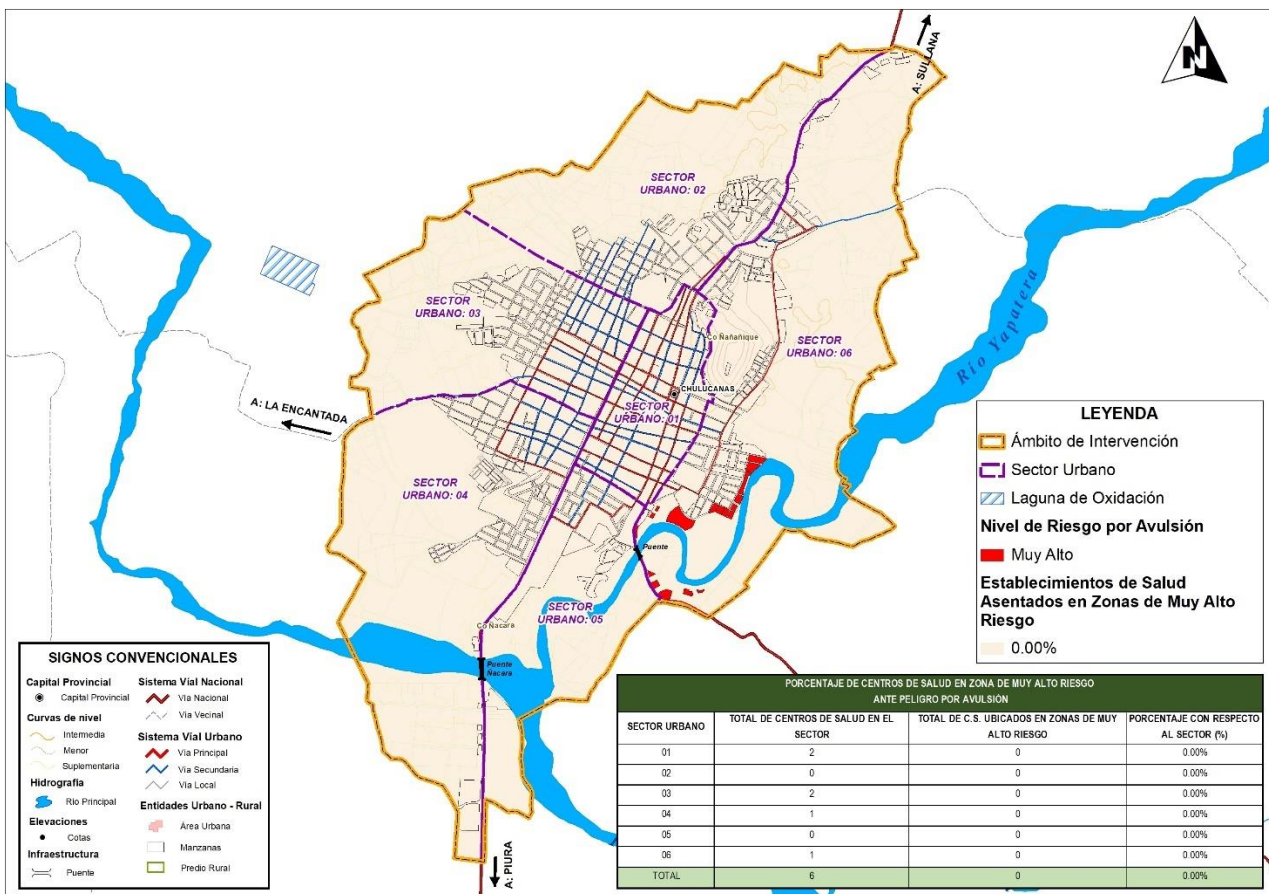 A: SULLANA
N
SECTOR
URBANO: 02
Río Yapatera
SECTOR
URBANO: 03
Co Ñañañique
SECTOR
URBANO: 06
CHULUCANAS
SECTOR
URBANO: 01
A: LA ENCANTADA
SECTOR
URBANO: 04
Puente
SECTOR
URBANO: 05
Co Ñacara
Puente
Ñacara
A: PIURA
LEYENDA
Ámbito de Intervención
Sector Urbano
Laguna de Oxidación
Nivel de Riesgo por Avulsión
Muy Alto
Establecimientos de Salud
Asentados en Zonas de Muy Alto
Riesgo
0.00%
SIGNOS CONVENCIONALES
Capital Provincial
Capital Provincial
Curvas de nivel
Intermedia
Menor
Suplementaria
Hidrografía
Rio Principal
Elevaciones
Cotas
Infraestructura
Puente
Sistema Vial Nacional
Vía Nacional
Vía Vecinal
Sistema Vial Urbano
Vía Principal
Vía Secundaria
Vía Local
Entidades Urbano - Rural
Área Urbana
Manzanas
Predio Rural
PORCENTAJE DE CENTROS DE SALUD EN ZONA DE MUY ALTO RIESGO
ANTE PELIGRO POR AVULSIÓN
SECTOR URBANO TOTAL DE CENTROS DE SALUD EN EL SECTOR TOTAL DE C.S. UBICADOS EN ZONAS DE MUY ALTO RIESGO PORCENTAJE CON RESPECTO AL SECTOR (%)
01 2 0 0.00%
02 0 0 0.00%
03 2 0 0.00%
04 1 0 0.00%
05 0 0 0.00%
06 1 0 0.00%
TOTAL 6 0 0.00%